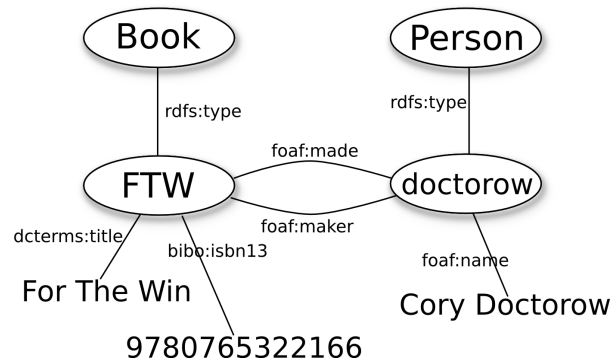 Book
Person
rdfs:type
rdfs:type
foaf:made
FTW
doctorow
foaf:maker
dcterms:title
bibo:isbn13
foaf:name
For The Win
Cory Doctorow
9780765322166